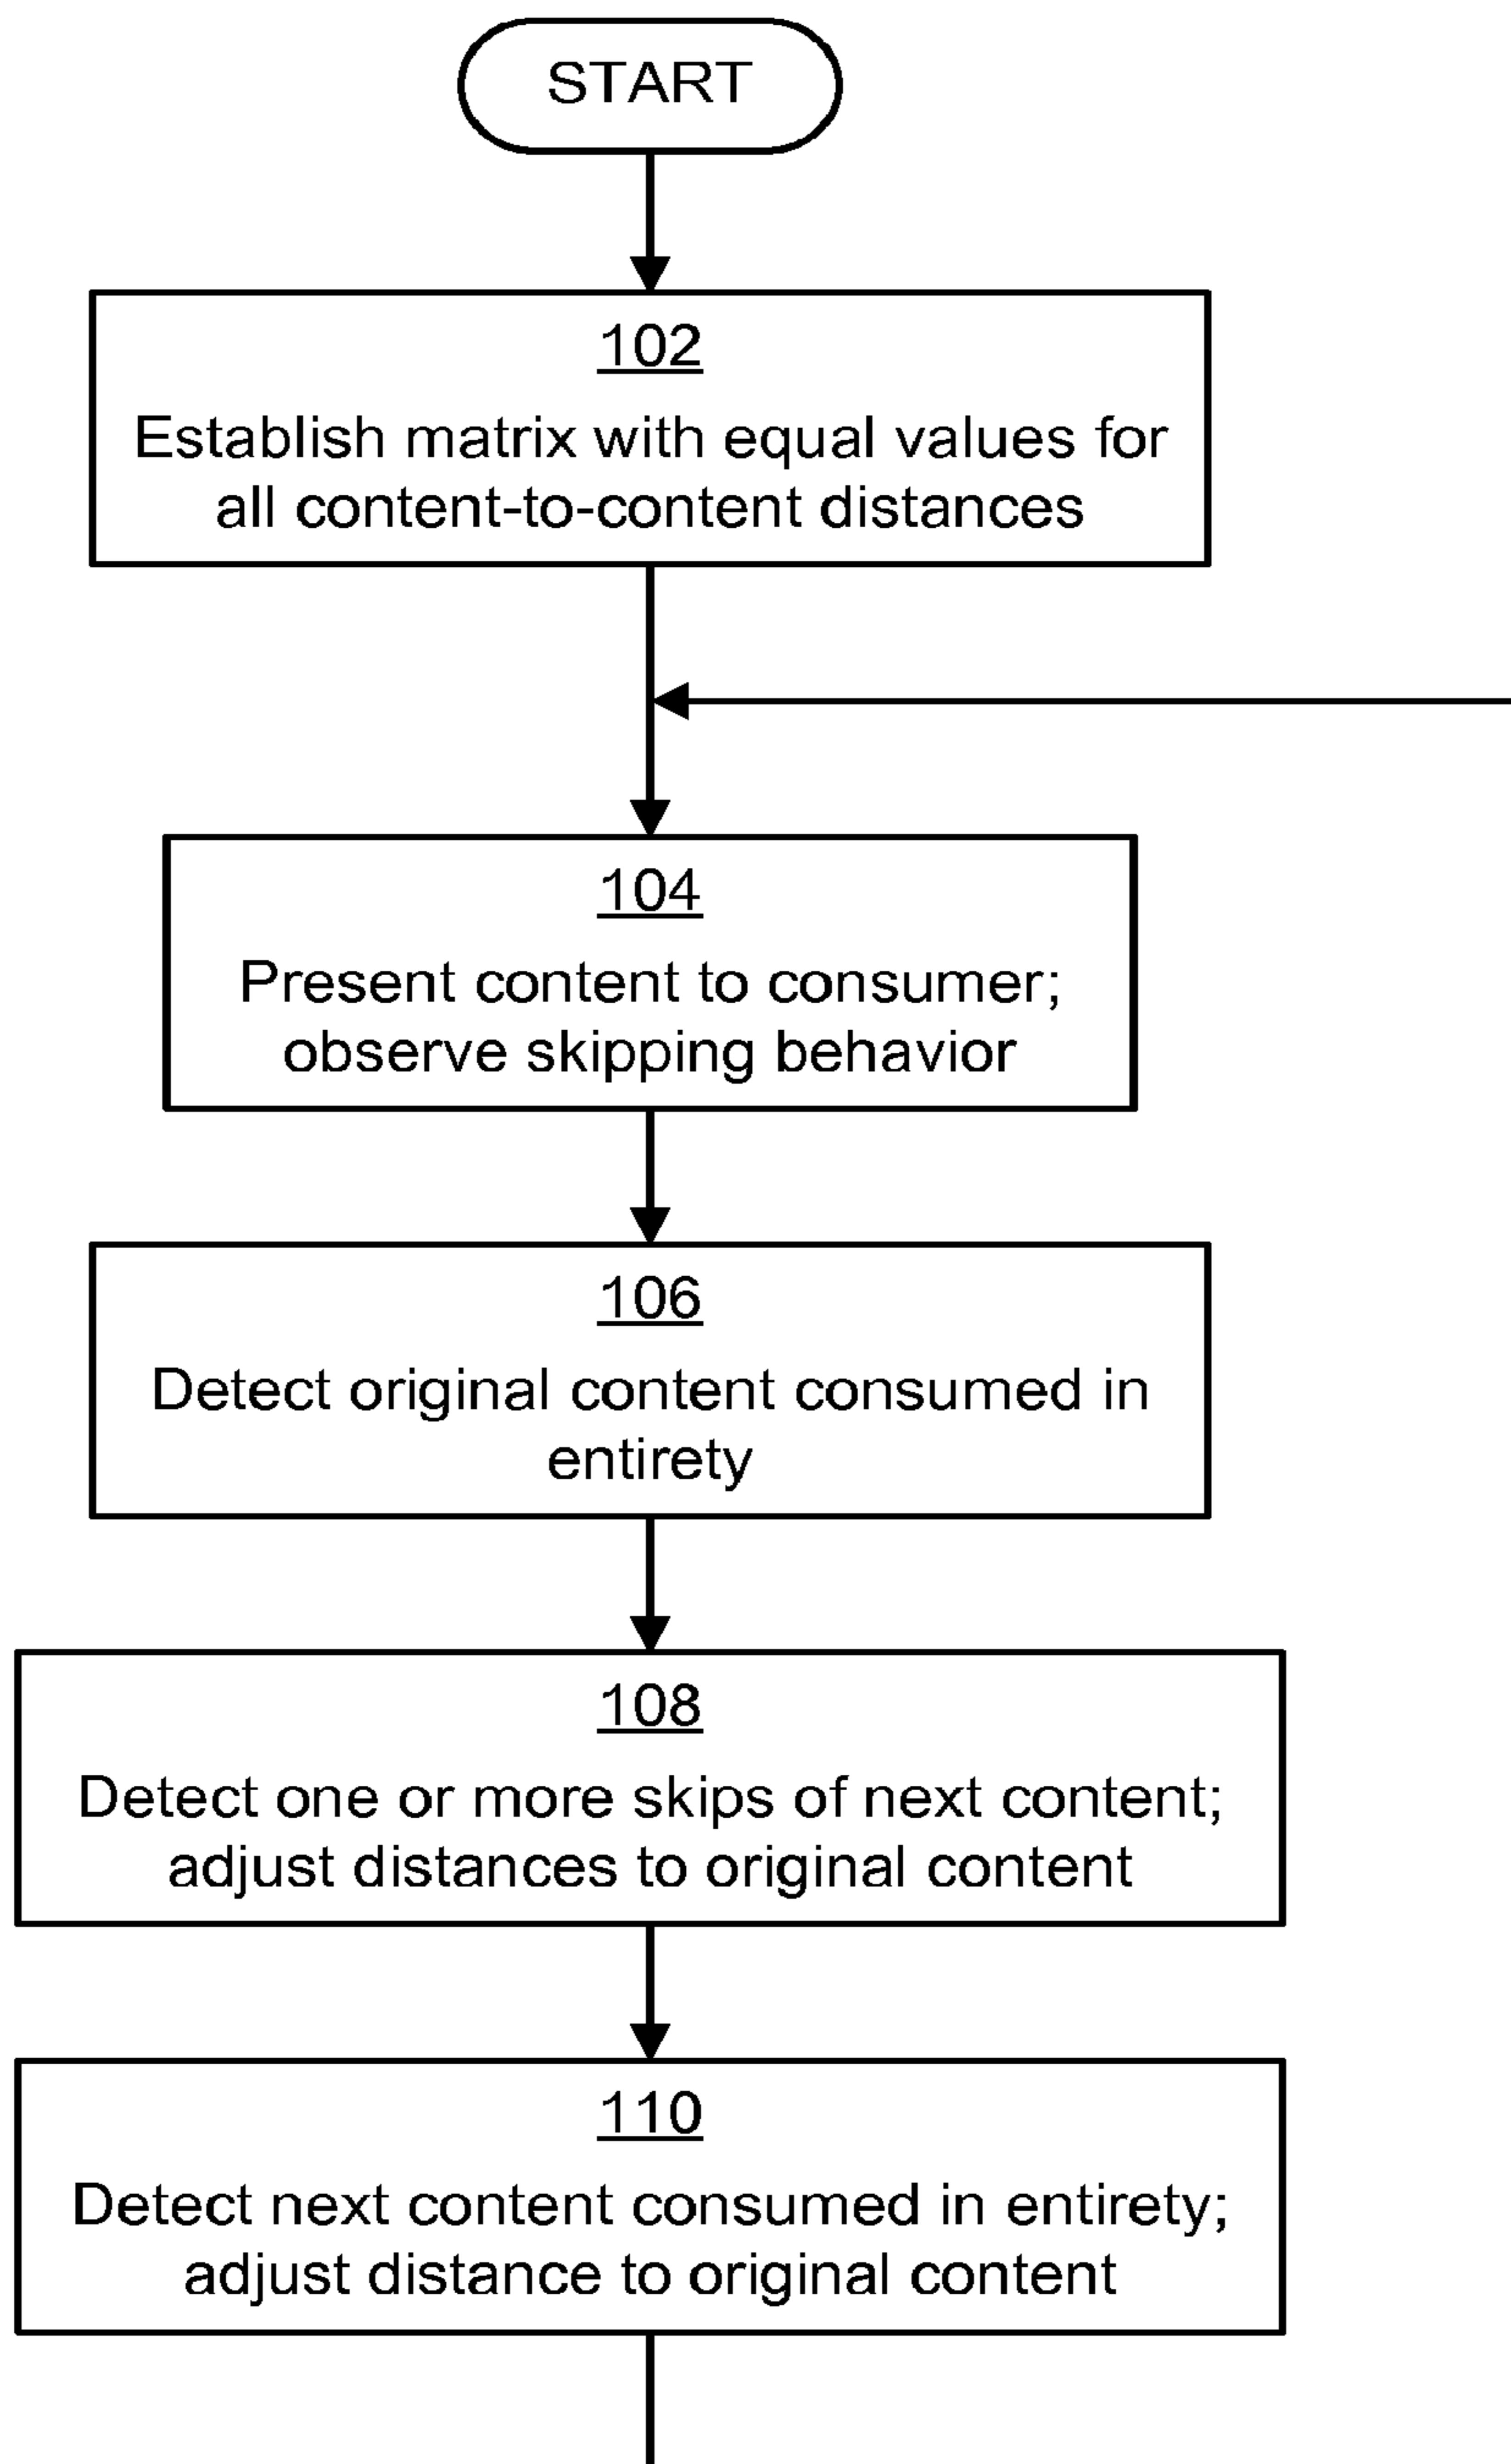 START
102
Establish matrix with equal values for
all content-to-content distances
104
Present content to consumer;
observe skipping behavior
106
Detect original content consumed in
entirety
108
Detect one or more skips of next content;
adjust distances to original content
110
Detect next content consumed in entirety;
adjust distance to original content